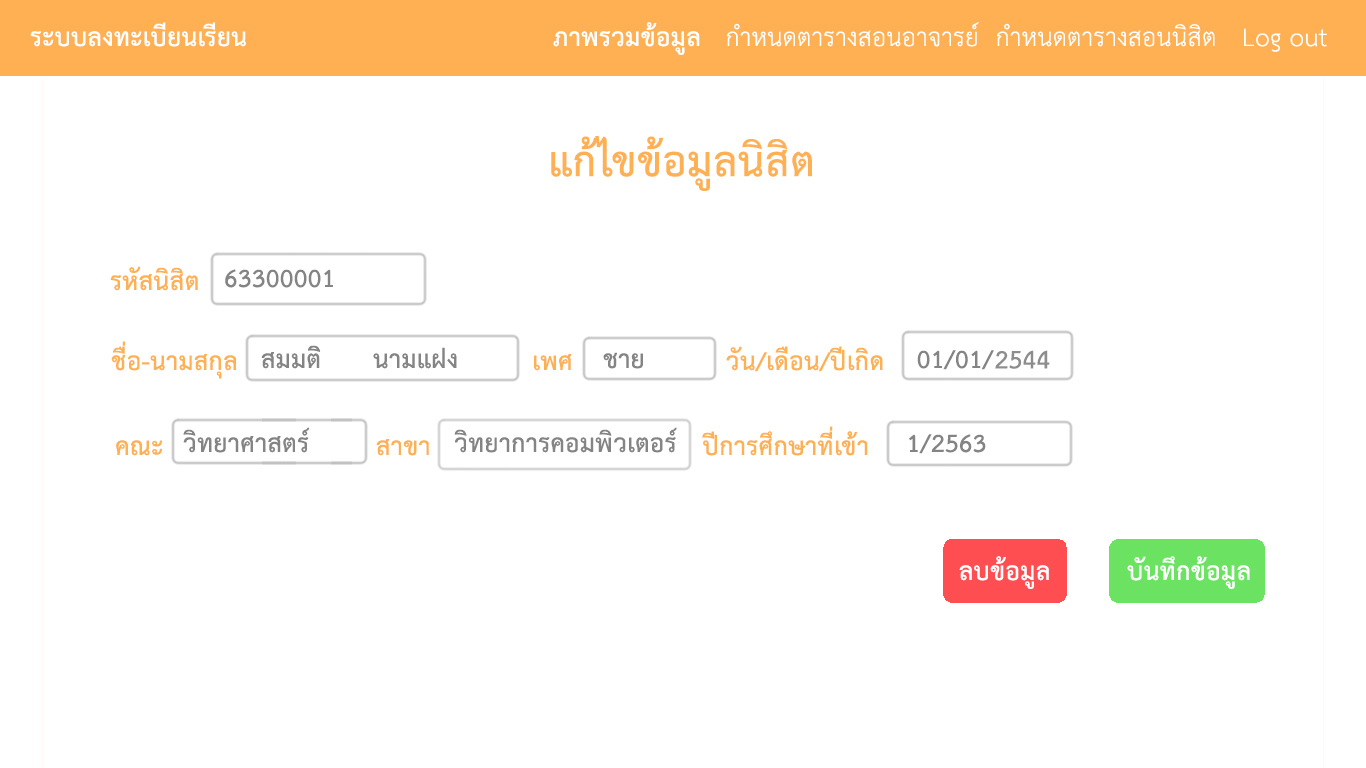 ระบบลงทะเบียนเรียน ภาพรวมข้อมูล กำหนดตารางสอนอาจารย์ กำหนดตารางสอนนิสิต Log out
แก้ไขข้อมูลนิสิต
รหัสนิสิต 63300001
ชื่อ-นามสกุล สมมติ นามแฝง เพศ ชาย วัน/เดือน/ปีเกิด 01/01/2544
คณะ วิทยาศาสตร์ สาขา วิทยาการคอมพิวเตอร์ ปีการศึกษาที่เข้า 1/2563
ลบข้อมูล บันทึกข้อมูล